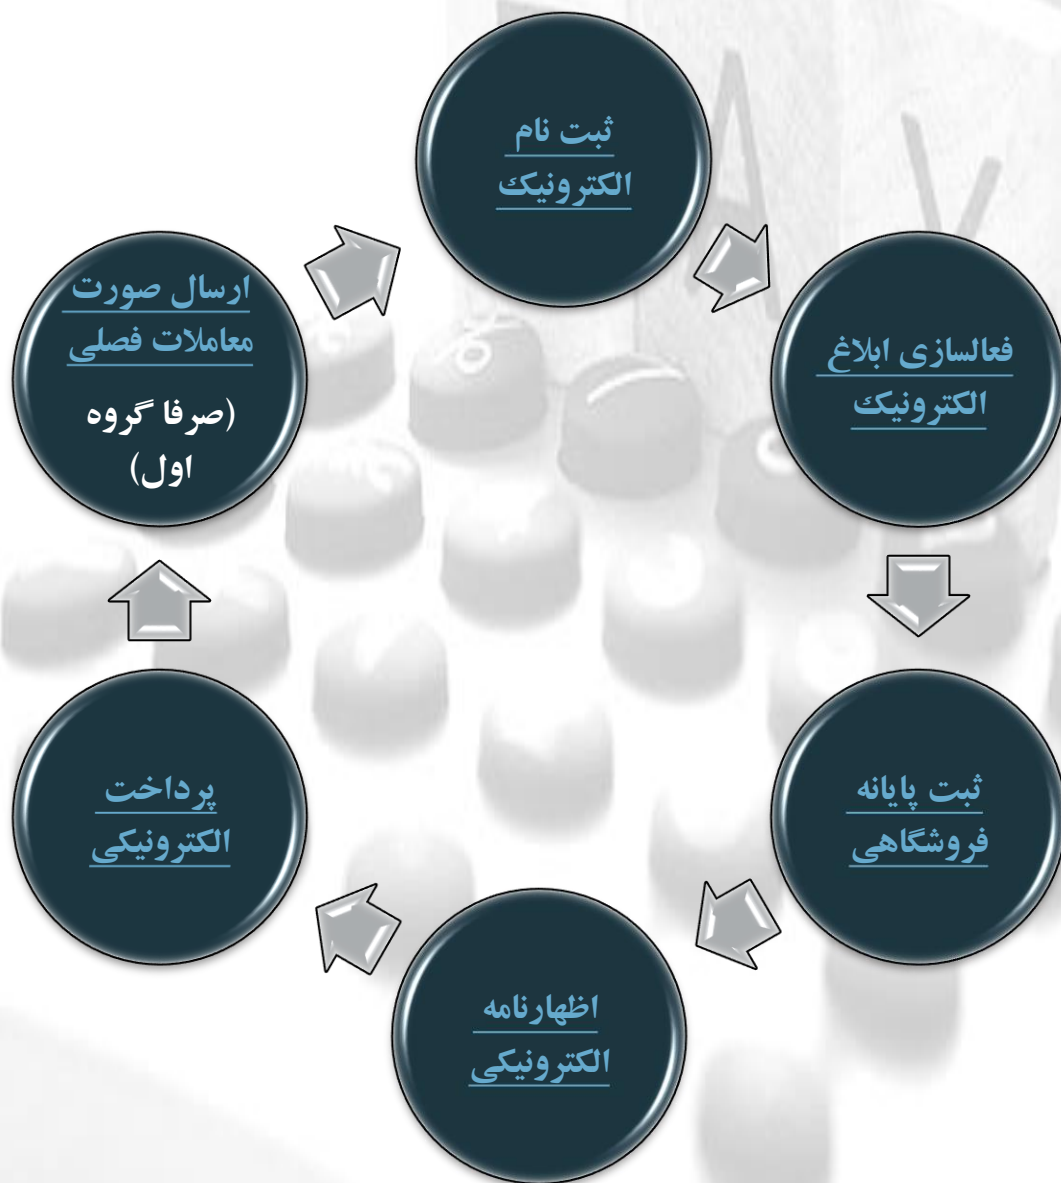 ثبت نام
الکترونیک
فعالسازی ابلاغ
الکترونیک
ثبت پایانه
فروشگاهی
اظهارنامه
الکترونیکی
پرداخت
الکترونیکی
ارسال صورت
معاملات فصلی
(صرفا گروه
اول)